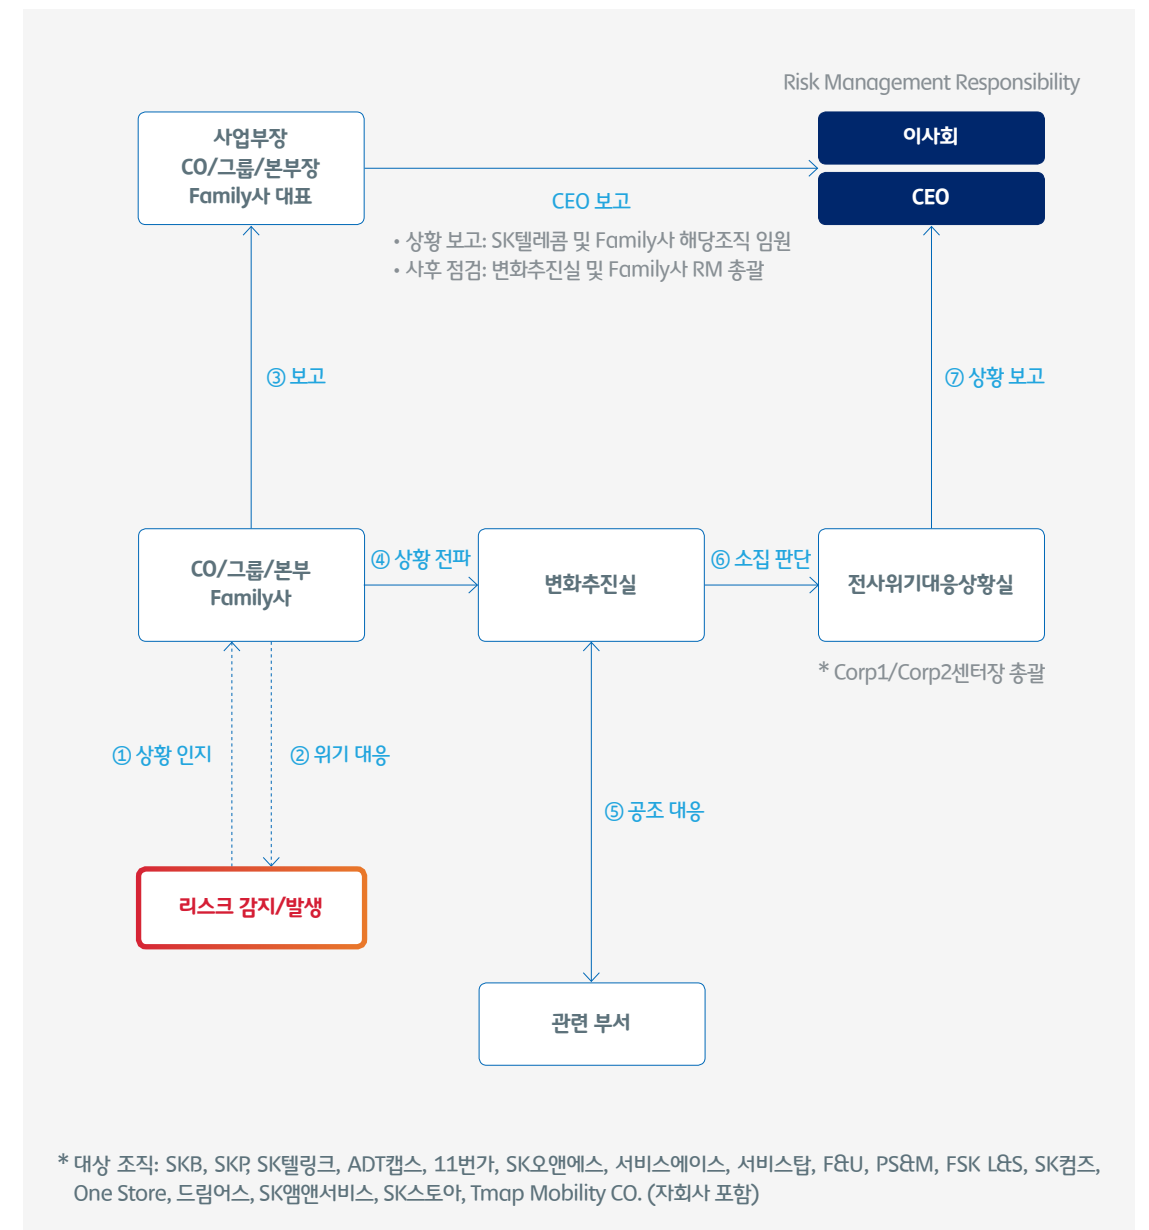 Risk Management Responsibility
사업부장
CO/그룹/본부장
Family사 대표
이사회
CEO
CEO 보고
• 상황 보고: SK텔레콤 및 Family사 해당조직 임원
• 사후 점검: 변화추진실 및 Family사 RM 총괄
③ 보고
⑦ 상황 보고
CO/그룹/본부
Family사
④ 상황 전파
변화추진실
⑥ 소집 판단
전사위기대응상황실
* Corp1/Corp2센터장 총괄
① 상황 인지
② 위기 대응
⑤ 공조 대응
리스크 감지/발생
관련 부서
* 대상 조직: SKB, SKP, SK텔링크, ADT캡스, 11번가, SK오앤에스, 서비스에이스, 서비스탑, F&U, PS&M, FSK L&S, SK컴즈,
One Store, 드림어스, SK앰앤서비스, SK스토아, Tmap Mobility CO. (자회사 포함)